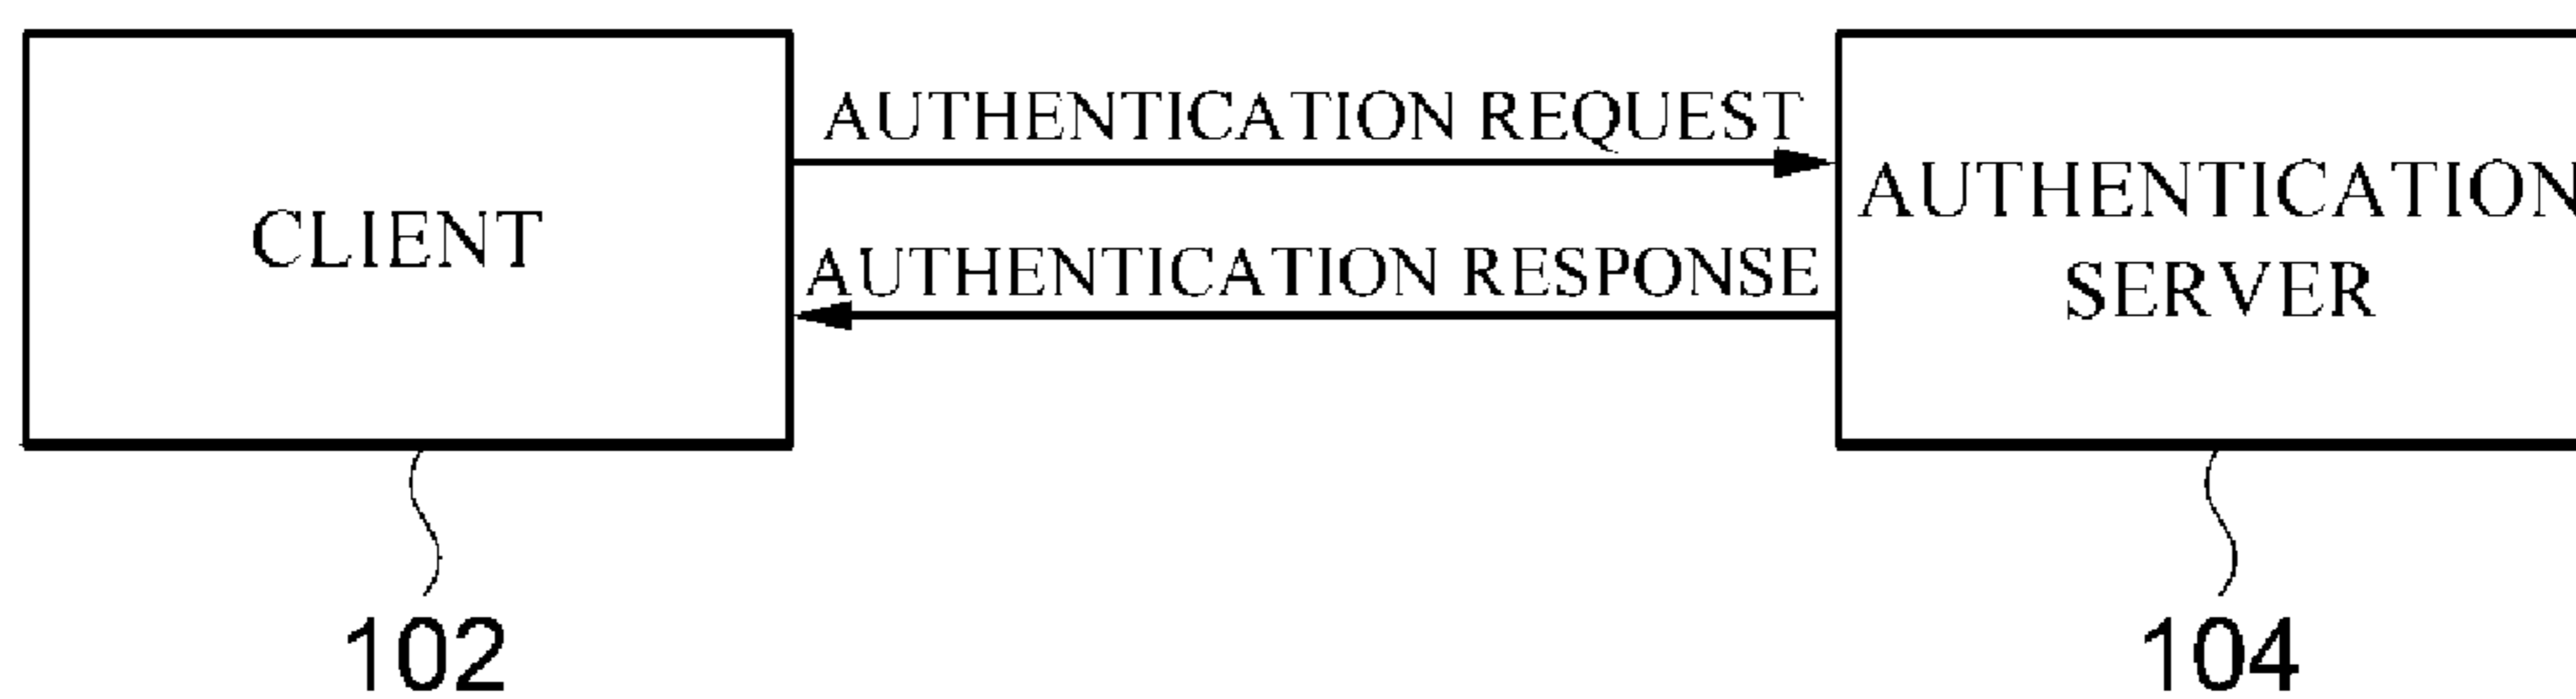 AUTHENTICATION REQUEST
CLIENT
AUTHENTICATION RESPONSE
AUTHENTICATION
SERVER
102
104